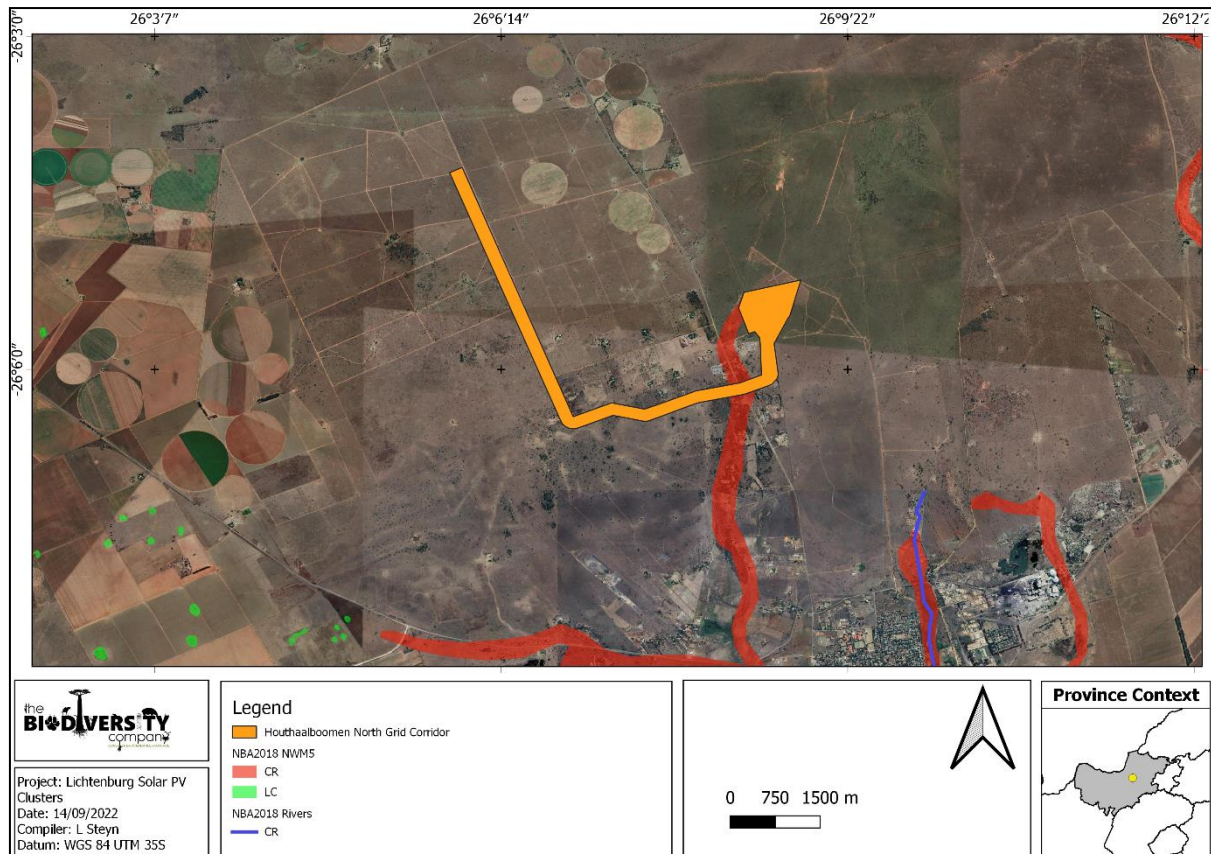 26°3'7"
26°6'14"
26°9'22"
26°12'2
-26°3'0"
-26°6'0"
the
BIODIVERSITY
company
Project: Lichtenburg Solar PV
Clusters
Date: 14/09/2022
Compiler: L Steyn
Datum: WGS 84 UTM 35S
Legend
Houthaalboomen North Grid Corridor
NBA2018 NWM5
CR
LC
NBA2018 Rivers
CR
0 750 1500 m
Province Context